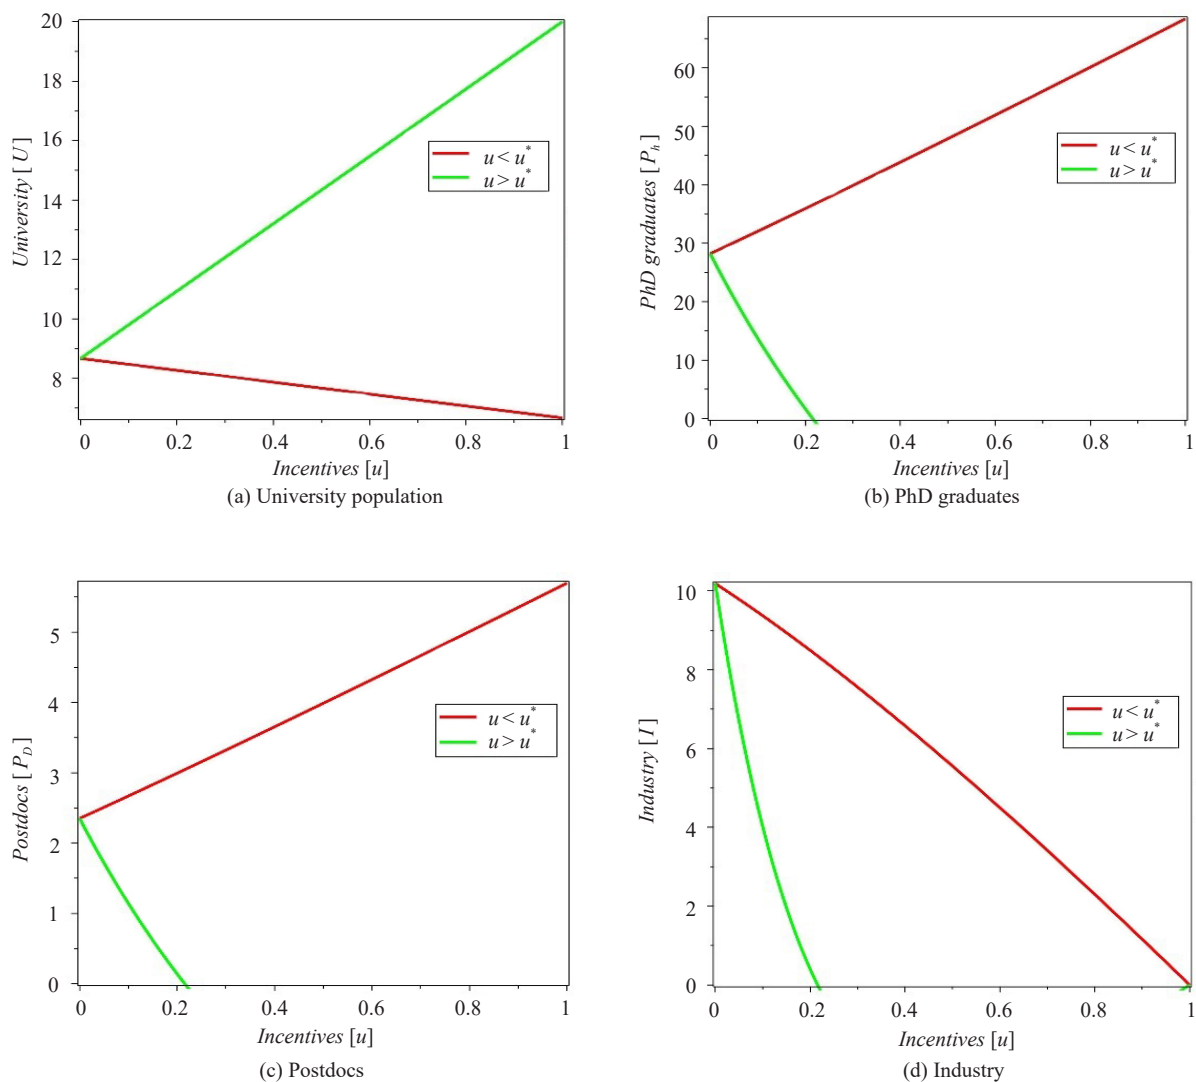 20
18
16
14
12
10
8
University [ U ]
u < u*
u > u*
0 0.2 0.4 0.6 0.8 1
Incentives [u]
(a) University population
60
50
40
30
20
10
0
PhD graduates [ P_h ]
u < u*
u > u*
0 0.2 0.4 0.6 0.8 1
Incentives [u]
(b) PhD graduates
5
4
3
2
1
0
Postdocs [ P_D ]
u < u*
u > u*
0 0.2 0.4 0.6 0.8 1
Incentives [u]
(c) Postdocs
10
8
6
4
2
0
Industry [ I ]
u < u*
u > u*
0 0.2 0.4 0.6 0.8 1
Incentives [u]
(d) Industry